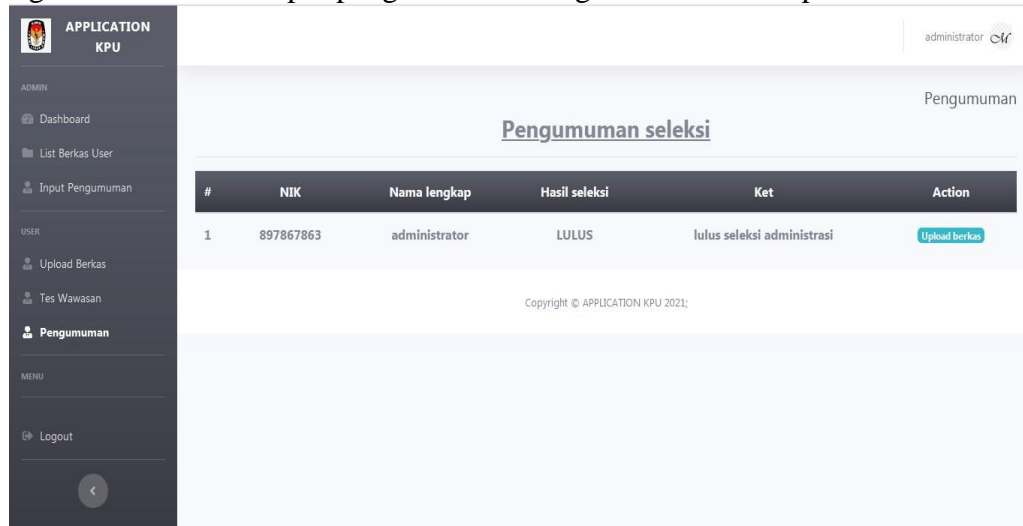 APPLICATION
KPU
administrator
ADMIN
Dashboard
List Berkas User
Input Pengumuman
USER
Upload Berkas
Tes Wawasan
Pengumuman
MENU
Logout
Pengumuman
Pengumuman seleksi
# NIK Nama lengkap Hasil seleksi Ket Action
1 897867863 administrator LULUS lulus seleksi administrasi Upload berkas
Copyright © APPLICATION KPU 2021;